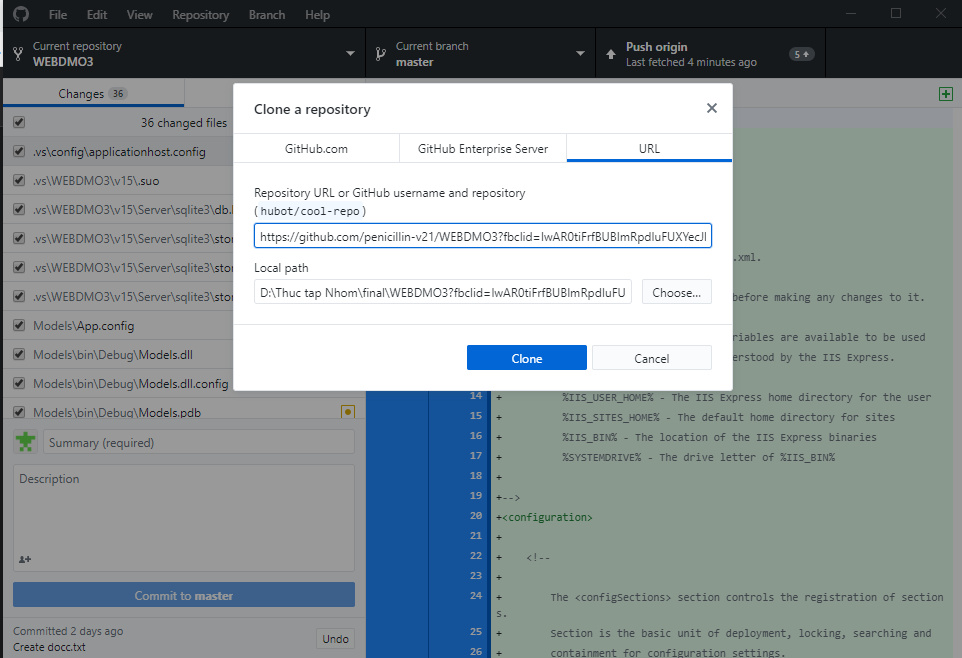 File Edit View Repository Branch Help
Current repository
WEBDMO3
Current branch
master
Push origin
Last fetched 4 minutes ago
5
Changes 36
36 changed files
.vs\config\applicationhost.config
.vs\WEBDMO3\v15\.suo
.vs\WEBDMO3\v15\Server\sqlite3\db.l
.vs\WEBDMO3\v15\Server\sqlite3\stor
.vs\WEBDMO3\v15\Server\sqlite3\stor
.vs\WEBDMO3\v15\Server\sqlite3\stor
Models\App.config
Models\bin\Debug\Models.dll
Models\bin\Debug\Models.dll.config
Models\bin\Debug\Models.pdb
Summary (required)
Description
Commit to master
Committed 2 days ago
Create docc.txt
Undo
Clone a repository
GitHub.com
GitHub Enterprise Server
URL
Repository URL or GitHub username and repository
(hubot/cool-repo)
https://github.com/penicillin-v21/WEBDMO3?fbclid=IwAR0tiFrfBUBImRpdIuFUXYecJI
Local path
D:\Thuc tap Nhom\final\WEBDMO3?fbclid=IwAR0tiFrfBUBImRpdIuFU
Choose...
Clone
Cancel
.xml.
before making any changes to it.
riables are available to be used
erstood by the IIS Express.
14 + %IIS_USER_HOME% - The IIS Express home directory for the user
15 + %IIS_SITES_HOME% - The default home directory for sites
16 + %IIS_BIN% - The location of the IIS Express binaries
17 + %SYSTEMDRIVE% - The drive letter of %IIS_BIN%
18 +
19 +-->
20 +<configuration>
21 +
22 + <!--
23 +
24 + The <configSections> section controls the registration of section
s.
25 + Section is the basic unit of deployment, locking, searching and
26 + containment for configuration settings.